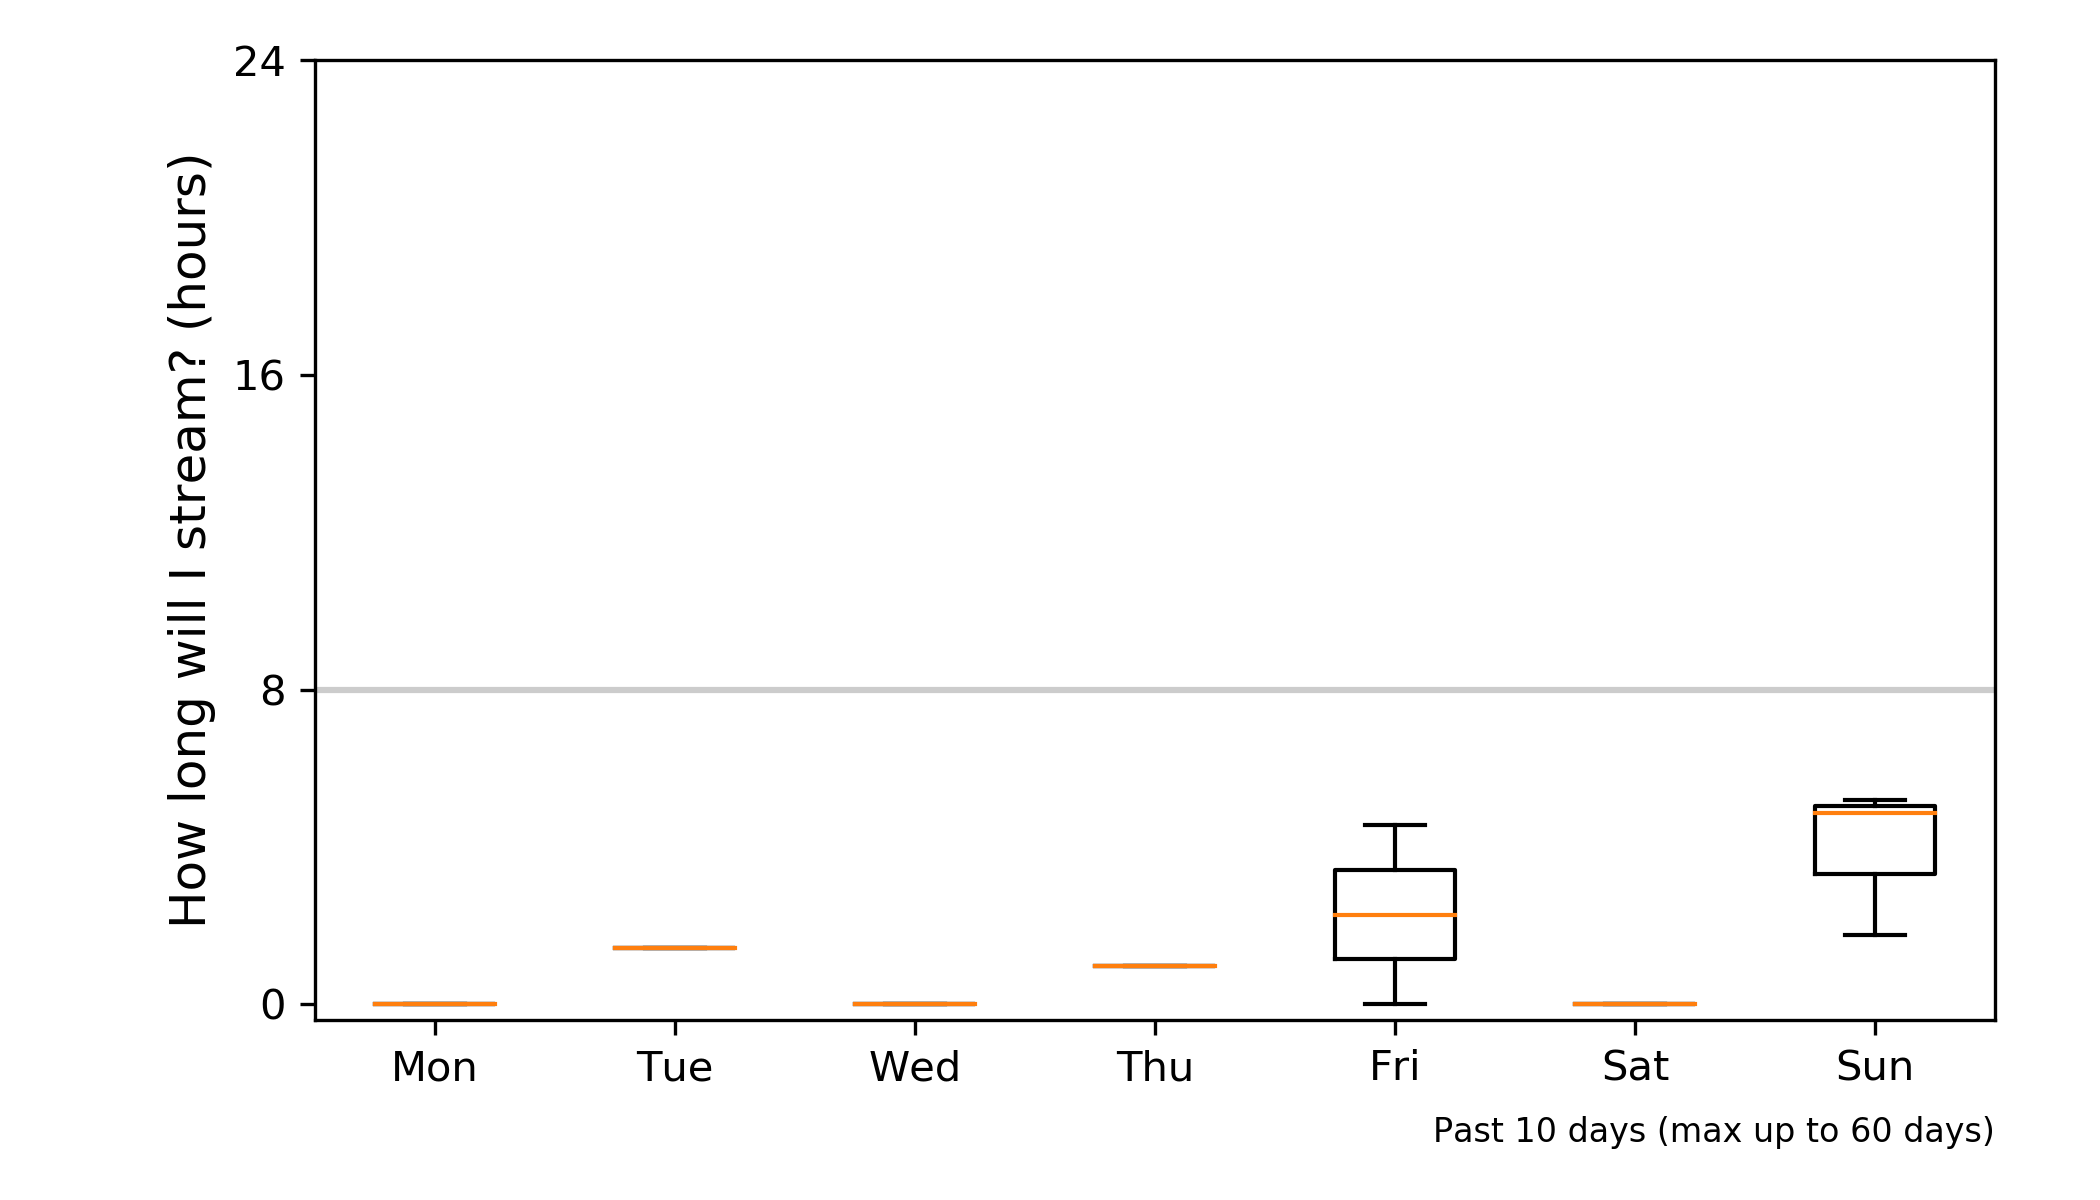 How long will I stream? (hours)
24
16
8
0
Mon Tue Wed Thu Fri Sat Sun
Past 10 days (max up to 60 days)